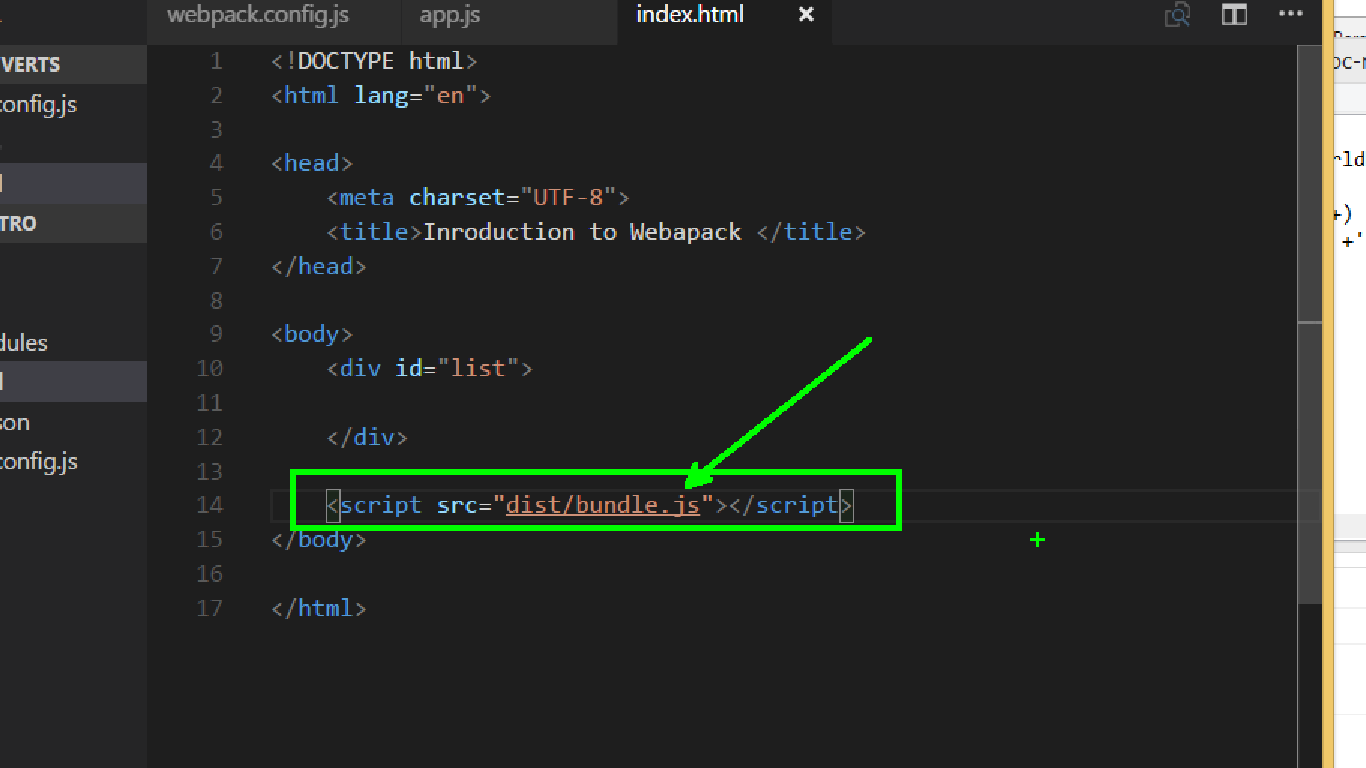 webpack.config.js app.js index.html
VERTS
config.js
TRO
dules
son
config.js
1 <!DOCTYPE html>
2 <html lang="en">
3
4 <head>
5 <meta charset="UTF-8">
6 <title>Inroduction to Webapack </title>
7 </head>
8
9 <body>
10 <div id="list">
11
12 </div>
13
14 <script src="dist/bundle.js"></script>
15 </body>
16
17 </html>
rld
+)
+'